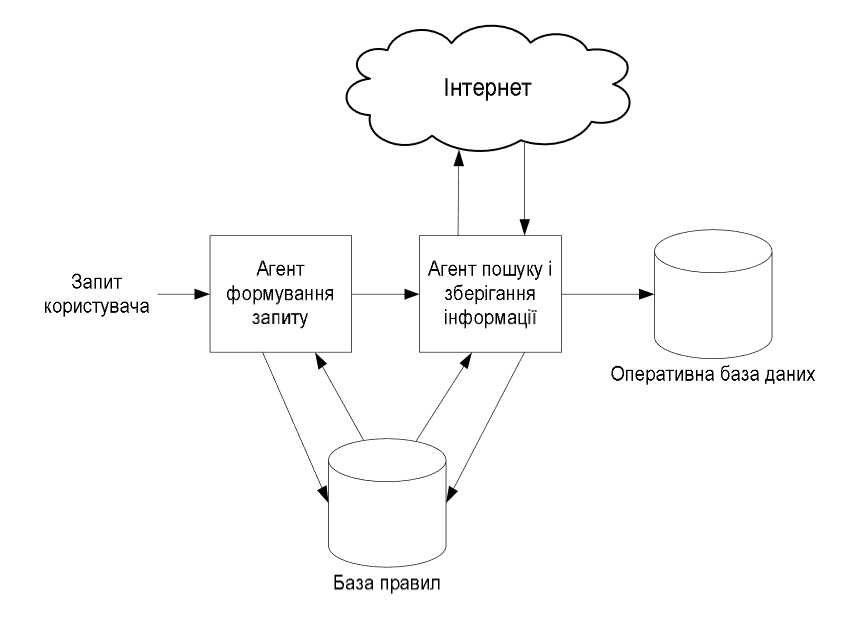 Інтернет
Запит
користувача
Агент
формування
запиту
Агент пошуку і
зберігання
інформації
Оперативна база даних
База правил